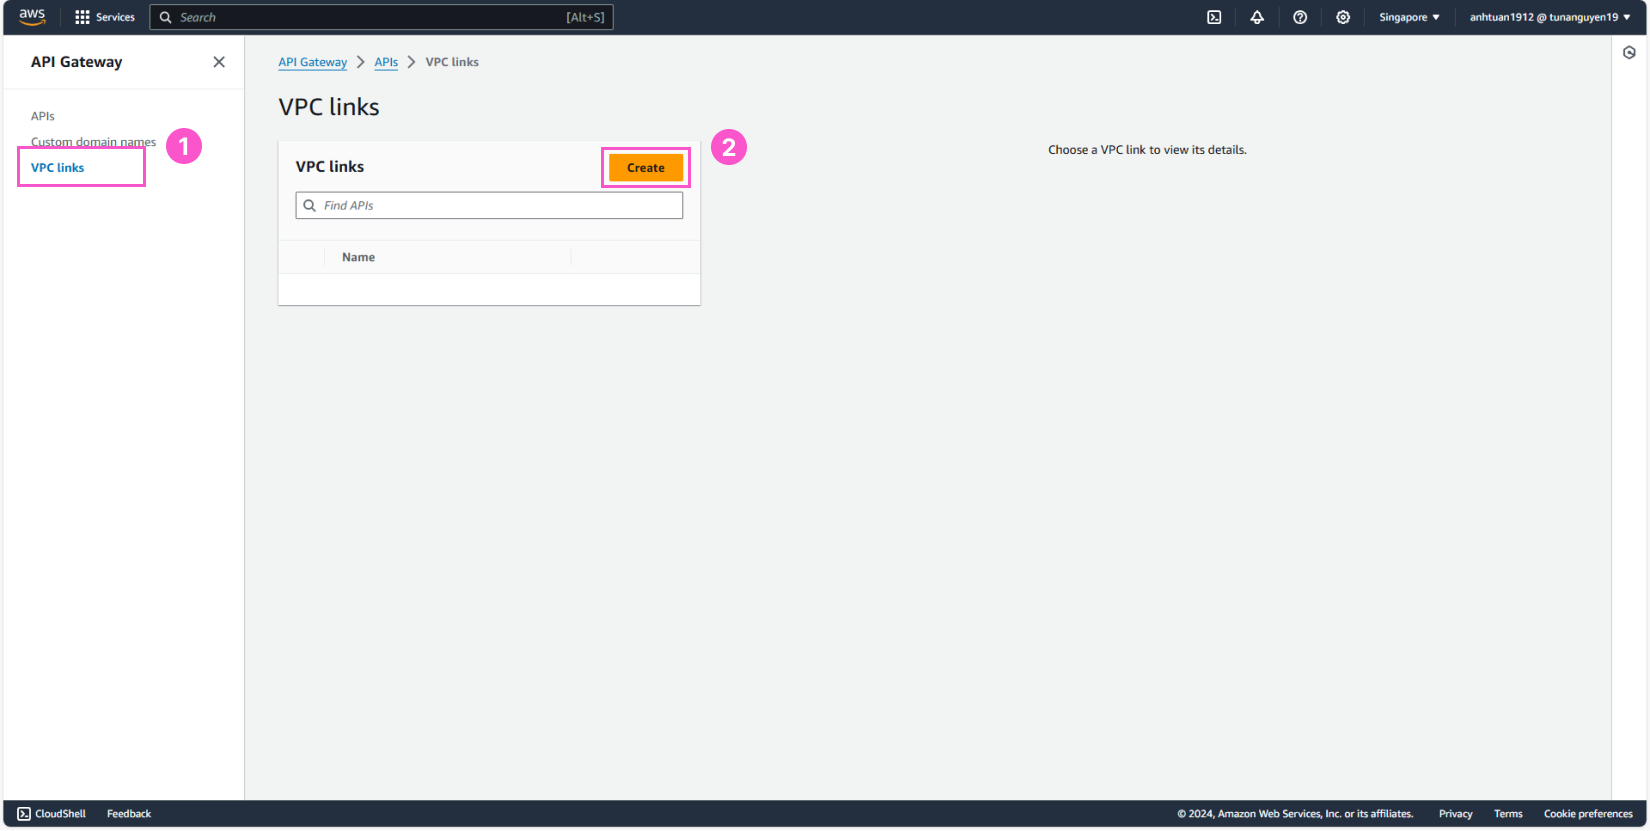 aws
Services
Search
[Alt+S]
Singapore
anhtuan1912 @ tunanguyen19
API Gateway
APIs
Custom domain names
VPC links
1
API Gateway > APIs > VPC links
VPC links
VPC links
Create
2
Find APIs
Name
Choose a VPC link to view its details.
CloudShell
Feedback
© 2024, Amazon Web Services, Inc. or its affiliates.
Privacy
Terms
Cookie preferences